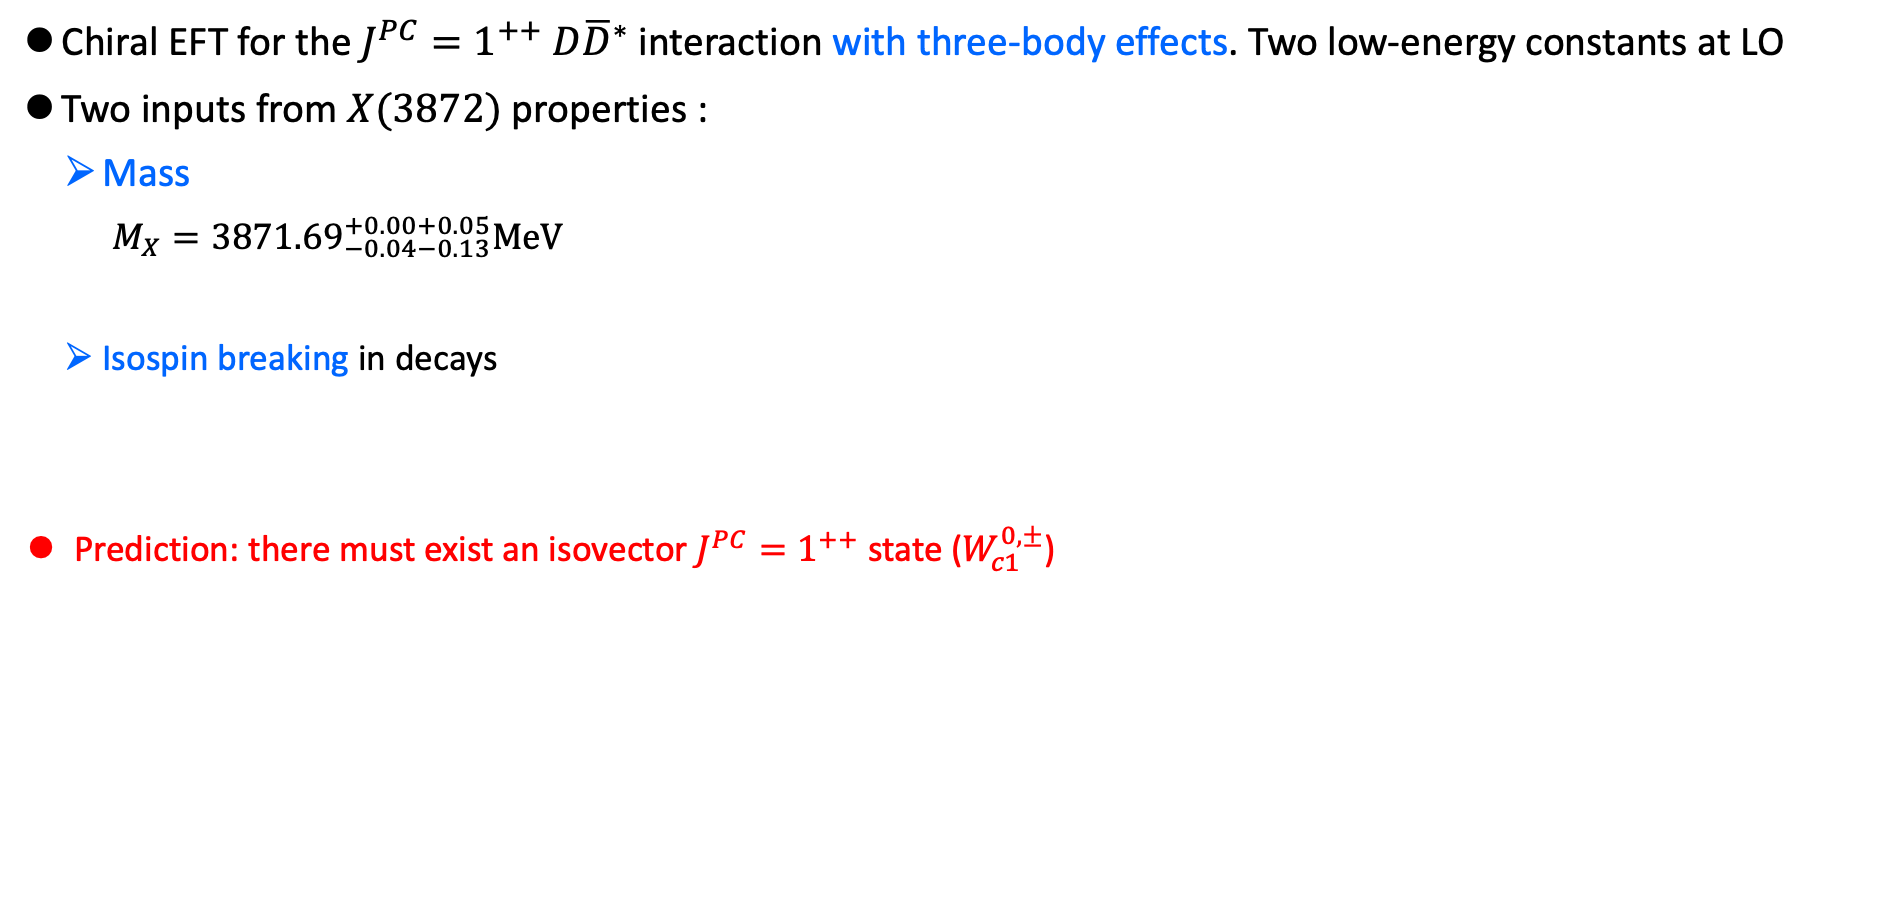 ● Chiral EFT for the $J^{PC} = 1^{++}$ $D\bar{D}^*$ interaction with three-body effects. Two low-energy constants at LO
● Two inputs from $X(3872)$ properties :
➢ Mass
$M_X = 3871.69^{+0.00+0.05}_{-0.04-0.13}\mathrm{MeV}$
➢ Isospin breaking in decays
● Prediction: there must exist an isovector $J^{PC} = 1^{++}$ state ($W_{c1}^{0,\pm}$)